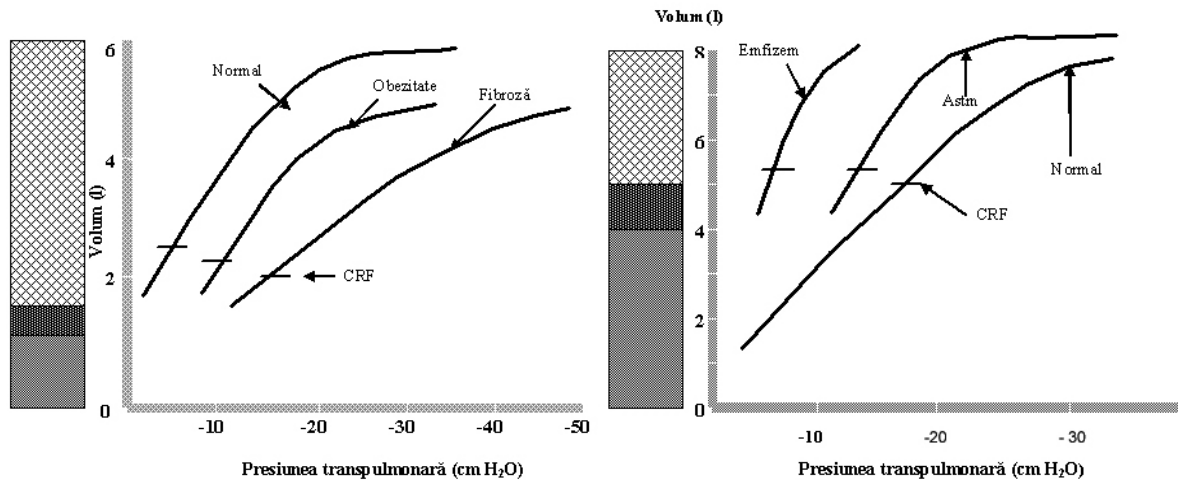 6
4
2
0
Volum (l)
Normal
Obezitate
Fibroză
CRF
-10 -20 -30 -40 -50
Presiunea transpulmonară (cm H₂O)
Volum (l)
8
6
4
2
0
Emfizem
Astm
Normal
CRF
-10 -20 - 30
Presiunea transpulmonară (cm H₂O)